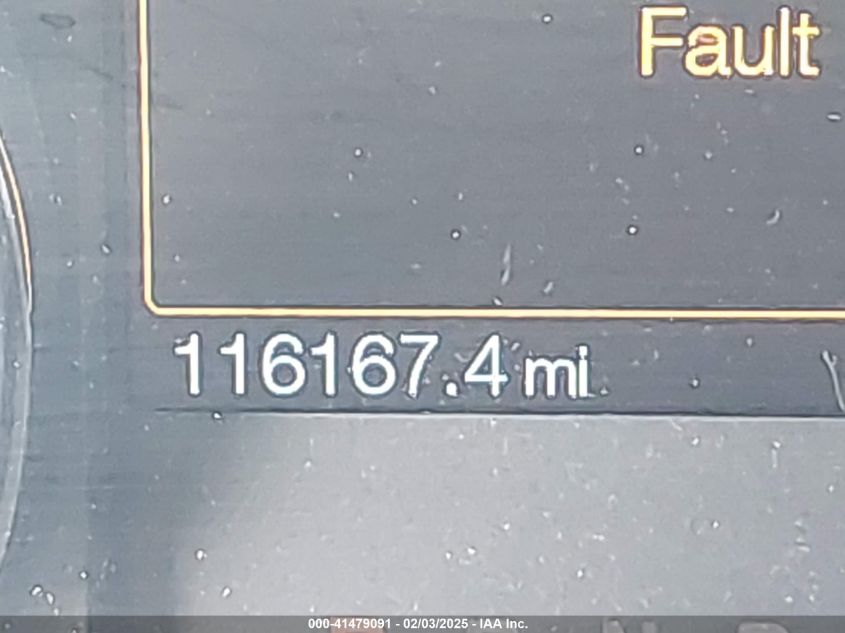 Fault
116167.4 mi
000-41479091 - 02/03/2025 - IAA Inc.